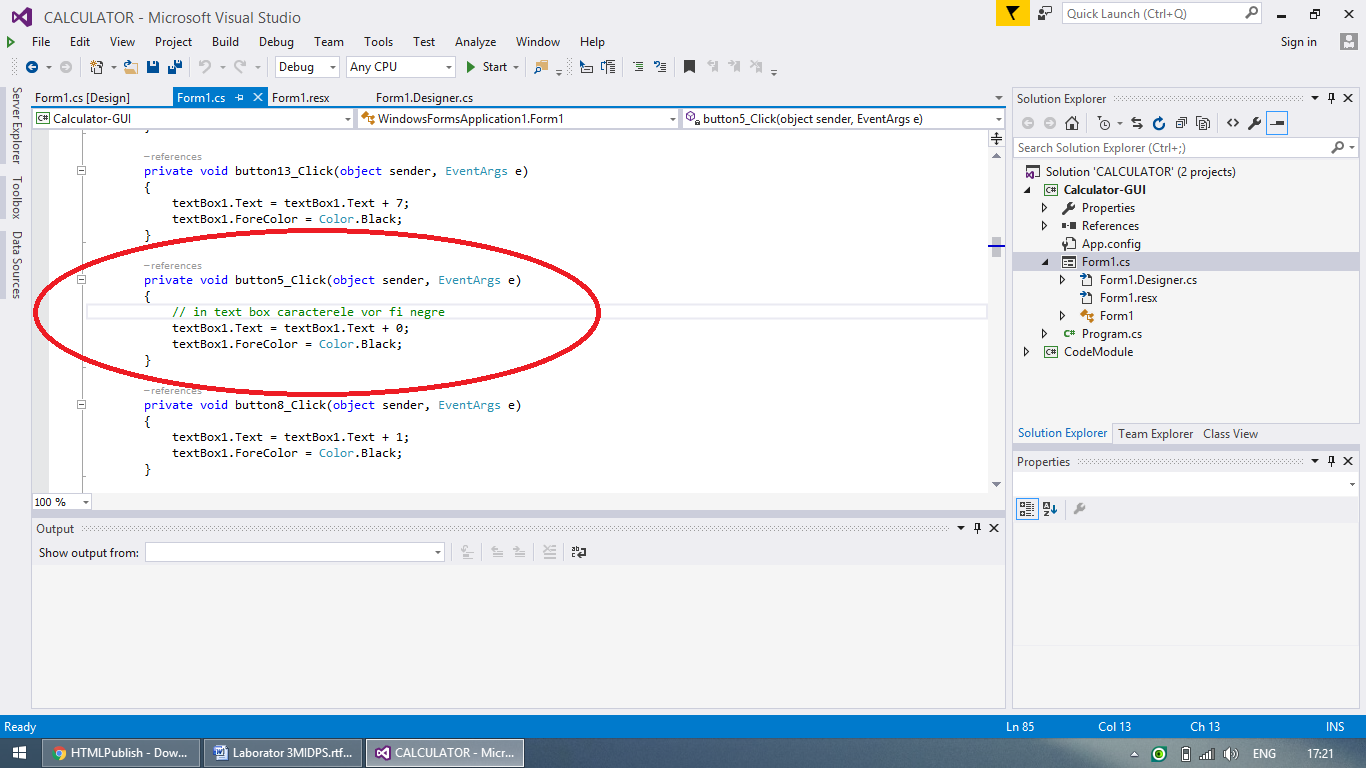 CALCULATOR - Microsoft Visual Studio
Quick Launch (Ctrl+Q)
File Edit View Project Build Debug Team Tools Test Analyze Window Help
Sign in
Debug Any CPU Start
Server Explorer
Toolbox
Data Sources
Form1.cs [Design] Form1.cs Form1.resx Form1.Designer.cs
Calculator-GUI WindowsFormsApplication1.Form1 button5_Click(object sender, EventArgs e)
}
references
private void button13_Click(object sender, EventArgs e)
{
textBox1.Text = textBox1.Text + 7;
textBox1.ForeColor = Color.Black;
}
references
private void button5_Click(object sender, EventArgs e)
{
// in text box caracterele vor fi negre
textBox1.Text = textBox1.Text + 0;
textBox1.ForeColor = Color.Black;
}
references
private void button8_Click(object sender, EventArgs e)
{
textBox1.Text = textBox1.Text + 1;
textBox1.ForeColor = Color.Black;
}
100 %
Output
Show output from:
Solution Explorer
Search Solution Explorer (Ctrl+;)
Solution 'CALCULATOR' (2 projects)
Calculator-GUI
Properties
References
App.config
Form1.cs
Form1.Designer.cs
Form1.resx
Form1
Program.cs
CodeModule
Solution Explorer Team Explorer Class View
Properties
Ready Ln 85 Col 13 Ch 13 INS
HTMLPublish - Dow... Laborator 3MIDPS.rtf... CALCULATOR - Micr... ENG 17:21